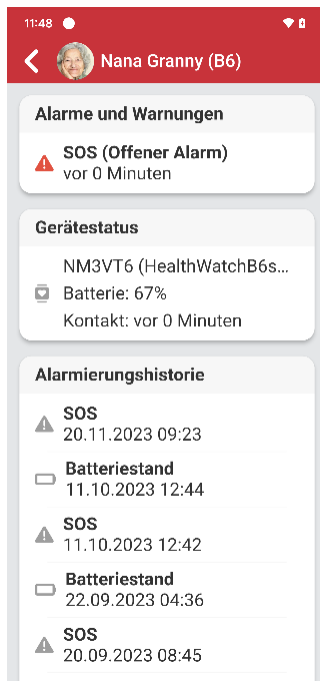 11:48
Nana Granny (B6)
Alarme und Warnungen
SOS (Offener Alarm)
vor 0 Minuten
Gerätestatus
NM3VT6 (HealthWatchB6s...
Batterie: 67%
Kontakt: vor 0 Minuten
Alarmierungshistorie
SOS
20.11.2023 09:23
Batteriestand
11.10.2023 12:44
SOS
11.10.2023 12:42
Batteriestand
22.09.2023 04:36
SOS
20.09.2023 08:45